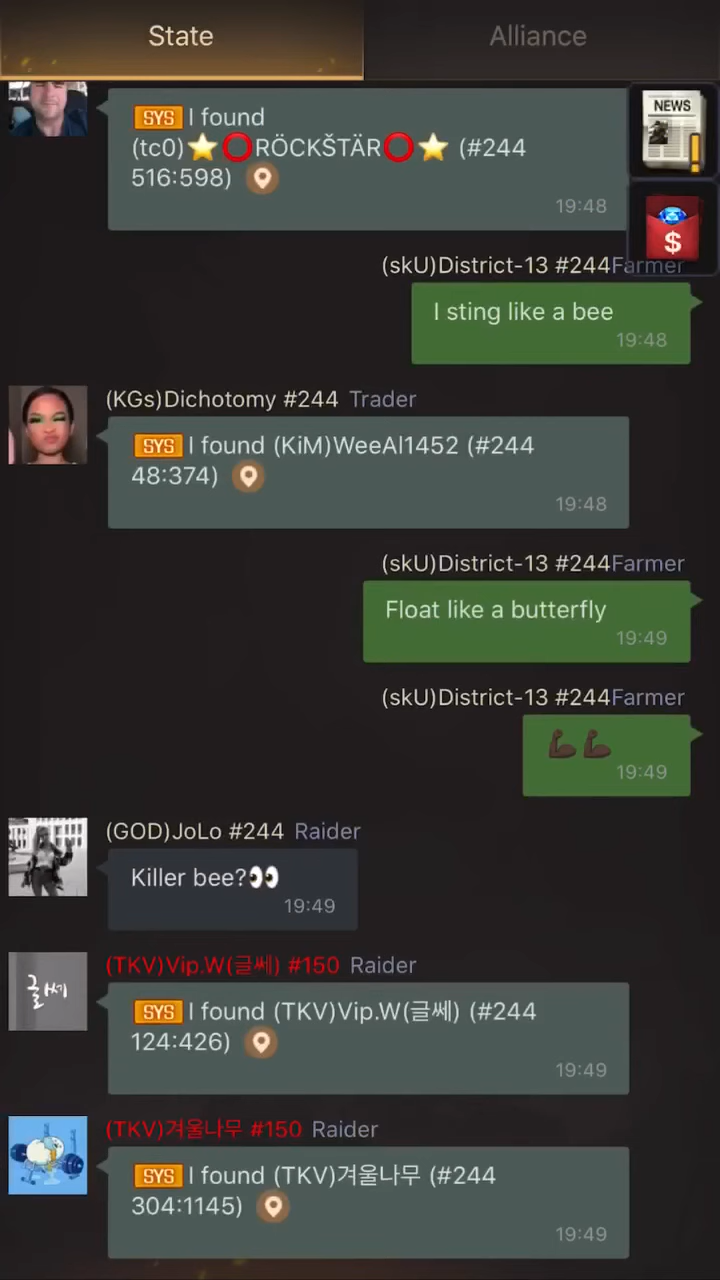 State
Alliance
NEWS
SYS I found
(tc0)⭐⭕RÖCKŠTÄR⭕⭐ (#244
516:598)
19:48
$
(skU)District-13 #244Farmer
I sting like a bee
19:48
(KGs)Dichotomy #244 Trader
SYS I found (KiM)WeeAl1452 (#244
48:374)
19:48
(skU)District-13 #244Farmer
Float like a butterfly
19:49
(skU)District-13 #244Farmer
💪🏿💪🏿
19:49
(GOD)JoLo #244 Raider
Killer bee?👀
19:49
글쎄
(TKV)Vip.W(글쎄) #150 Raider
SYS I found (TKV)Vip.W(글쎄) (#244
124:426)
19:49
(TKV)겨울나무 #150 Raider
SYS I found (TKV)겨울나무 (#244
304:1145)
19:49